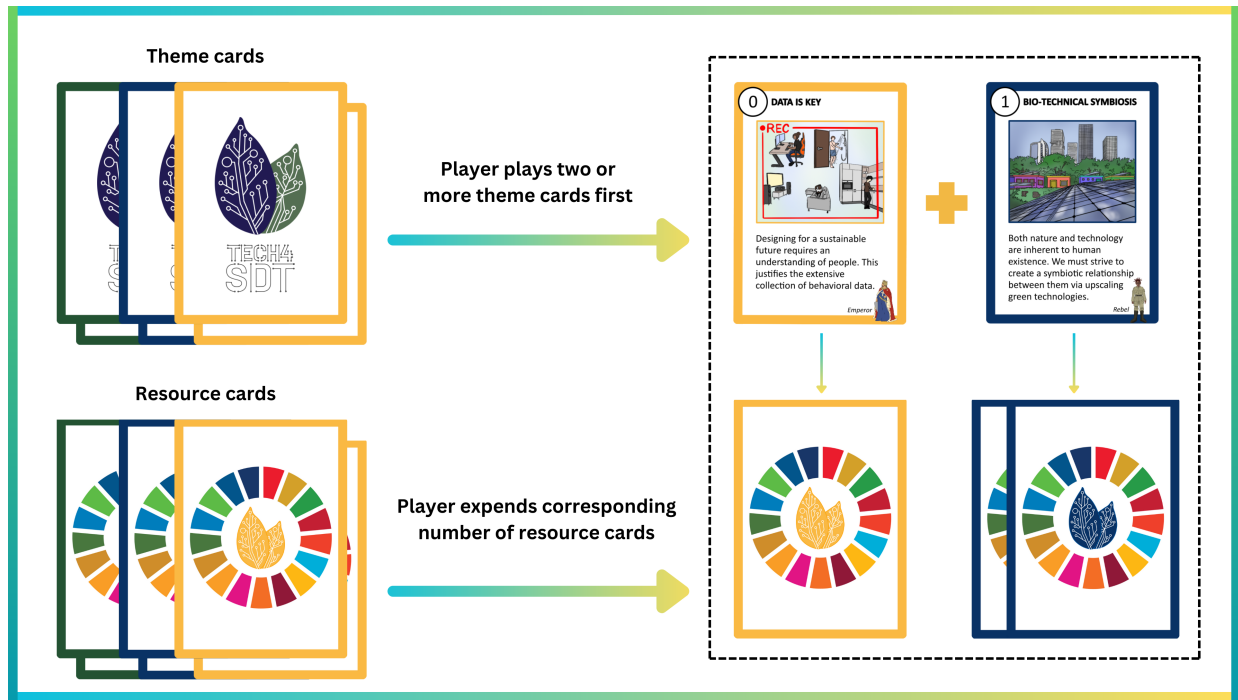 Theme cards
TECH4
SDT
Player plays two or
more theme cards first
0 DATA IS KEY
REC
Designing for a sustainable
future requires an
understanding of people. This
justifies the extensive
collection of behavioral data.
Emperor
1 BIO-TECHNICAL SYMBIOSIS
Both nature and technology
are inherent to human
existence. We must strive to
create a symbiotic relationship
between them via upscaling
green technologies.
Rebel
Resource cards
Player expends corresponding
number of resource cards